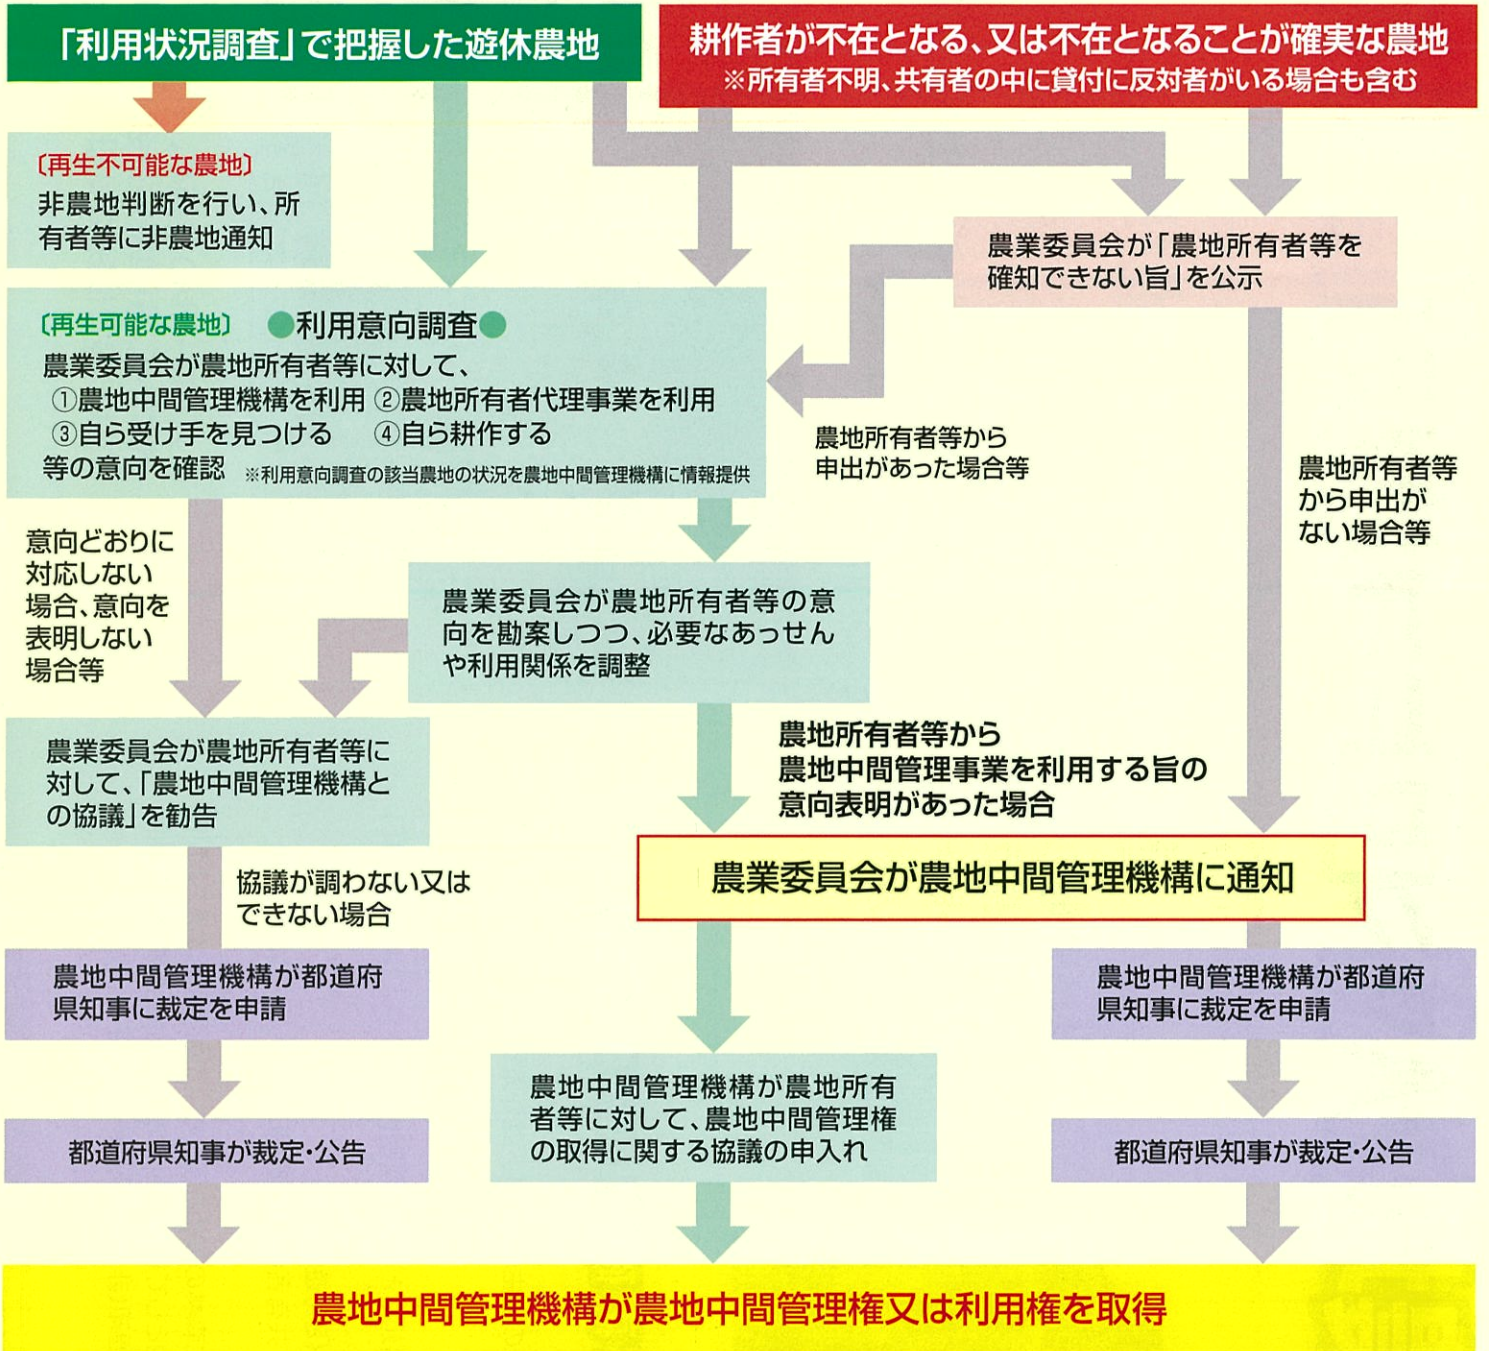 「利用状況調査」で把握した遊休農地
耕作者が不在となる、又は不在となることが確実な農地
※所有者不明、共有者の中に貸付に反対者がいる場合も含む
〔再生不可能な農地〕
非農地判断を行い、所
有者等に非農地通知
農業委員会が「農地所有者等を
確知できない旨」を公示
〔再生可能な農地〕 ●利用意向調査●
農業委員会が農地所有者等に対して、
①農地中間管理機構を利用 ②農地所有者代理事業を利用
③自ら受け手を見つける ④自ら耕作する
等の意向を確認 ※利用意向調査の該当農地の状況を農地中間管理機構に情報提供
農地所有者等から
申出があった場合等
農地所有者等
から申出が
ない場合等
意向どおりに
対応しない
場合、意向を
表明しない
場合等
農業委員会が農地所有者等の意
向を勘案しつつ、必要なあっせん
や利用関係を調整
農業委員会が農地所有者等に
対して、「農地中間管理機構と
の協議」を勧告
農地所有者等から
農地中間管理事業を利用する旨の
意向表明があった場合
農業委員会が農地中間管理機構に通知
協議が調わない又は
できない場合
農地中間管理機構が都道府
県知事に裁定を申請
農地中間管理機構が都道府
県知事に裁定を申請
農地中間管理機構が農地所有
者等に対して、農地中間管理権
の取得に関する協議の申入れ
都道府県知事が裁定・公告
都道府県知事が裁定・公告
農地中間管理機構が農地中間管理権又は利用権を取得